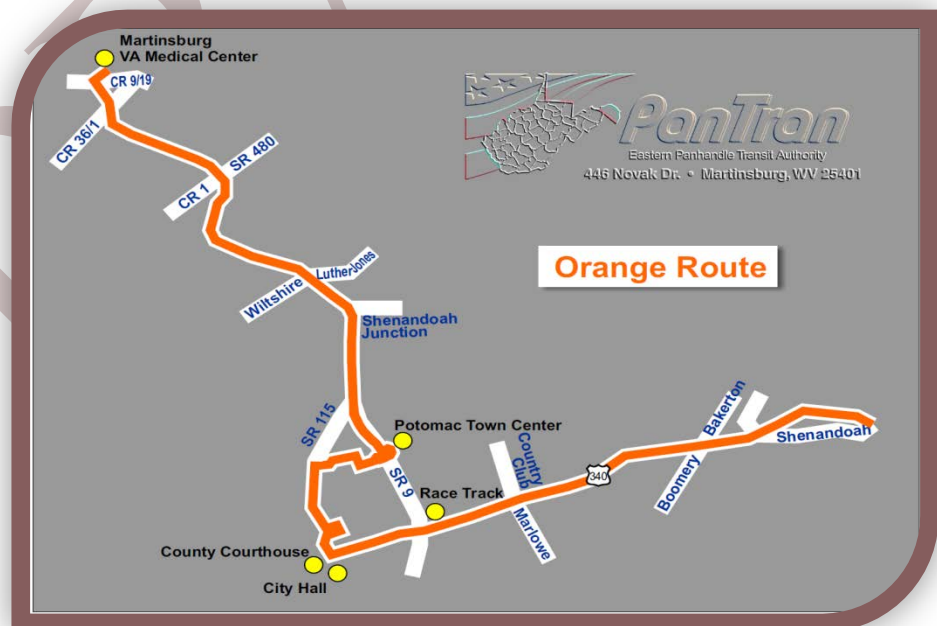 Martinsburg
VA Medical Center
CR 9/19
CR 36/1
SR 480
CR 1
PanTran
Eastern Panhandle Transit Authority
446 Novak Dr. • Martinsburg, WV 25401
Orange Route
LutherJones
Wiltshire
Shenandoah
Junction
SR 115
Potomac Town Center
SR 9
Race Track
Country
Club
Marlowe
340
Bakerton
Boomery
Shenandoah
County Courthouse
City Hall